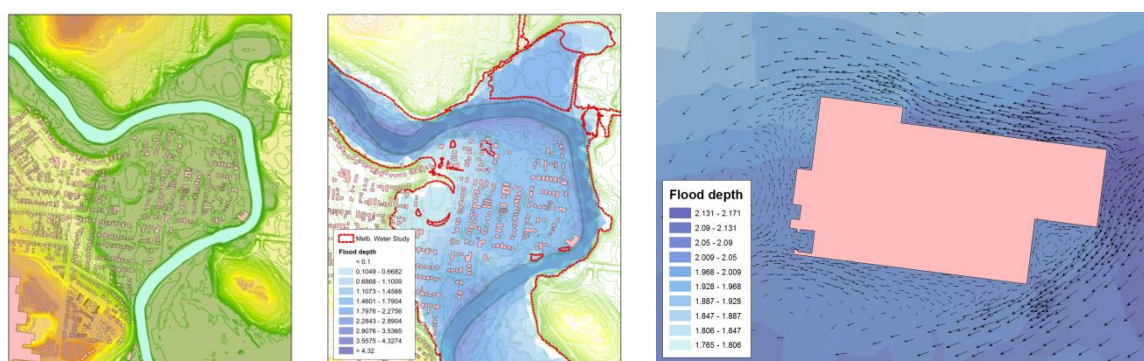 Melb. Water Study
Flood depth
< 0.1
0.1049 - 0.6682
0.6868 - 1.1009
1.1073 - 1.4588
1.4601 - 1.7904
1.7976 - 2.2756
2.2843 - 2.8904
2.9076 - 3.5365
3.5575 - 4.3274
> 4.32
Flood depth
2.131 - 2.171
2.09 - 2.131
2.05 - 2.09
2.009 - 2.05
1.968 - 2.009
1.928 - 1.968
1.887 - 1.928
1.847 - 1.887
1.806 - 1.847
1.765 - 1.806